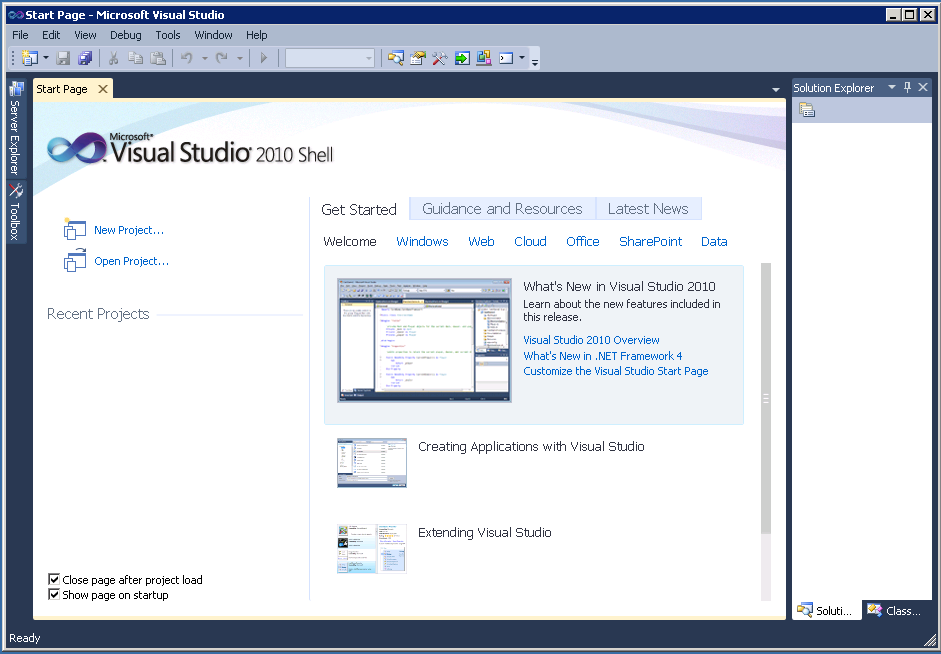 Start Page - Microsoft Visual Studio
File Edit View Debug Tools Window Help
Server Explorer
Toolbox
Start Page
Microsoft®
Visual Studio® 2010 Shell
New Project...
Open Project...
Recent Projects
Close page after project load
Show page on startup
Get Started Guidance and Resources Latest News
Welcome Windows Web Cloud Office SharePoint Data
What's New in Visual Studio 2010
Learn about the new features included in
this release.
Visual Studio 2010 Overview
What's New in .NET Framework 4
Customize the Visual Studio Start Page
Creating Applications with Visual Studio
Extending Visual Studio
Solution Explorer
Soluti... Class...
Ready